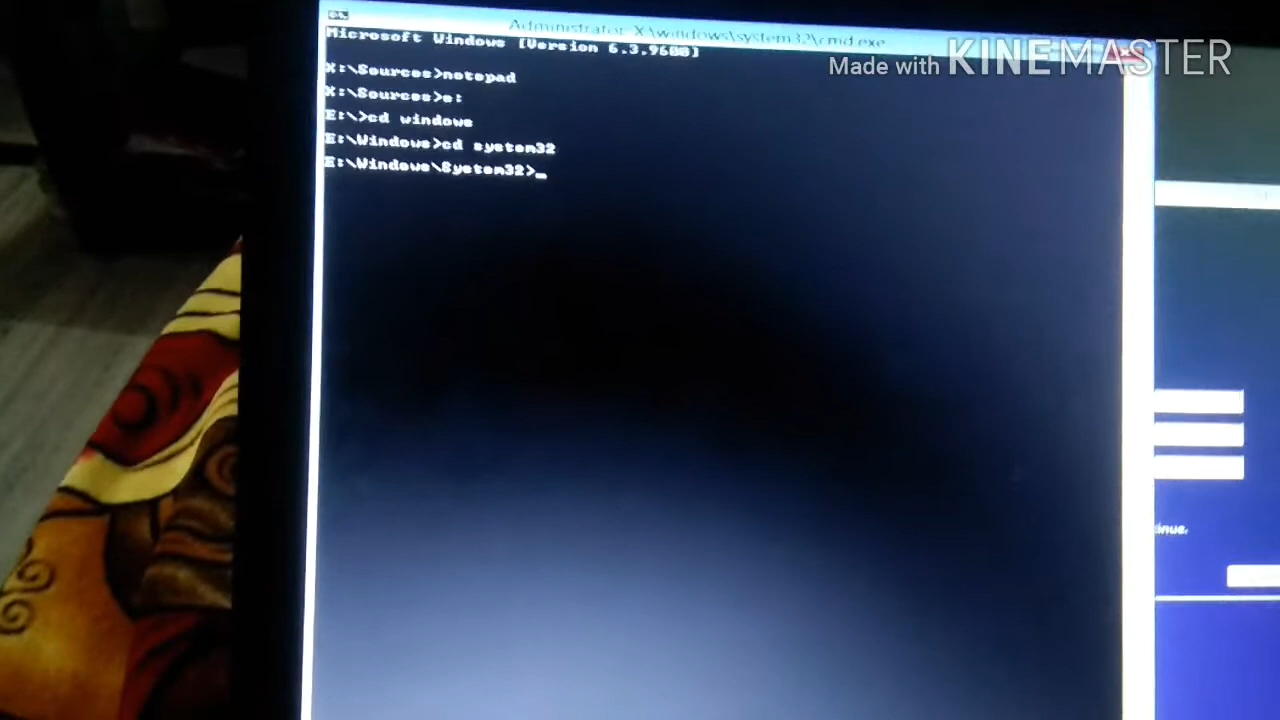 Administrator: X:\windows\system32\cmd.exe
Microsoft Windows [Version 6.3.9600]
X:\Sources>notepad
X:\Sources>e:
E:\>cd windows
E:\Windows>cd system32
E:\Windows\System32>_
Made with KINEMASTER
tinue.